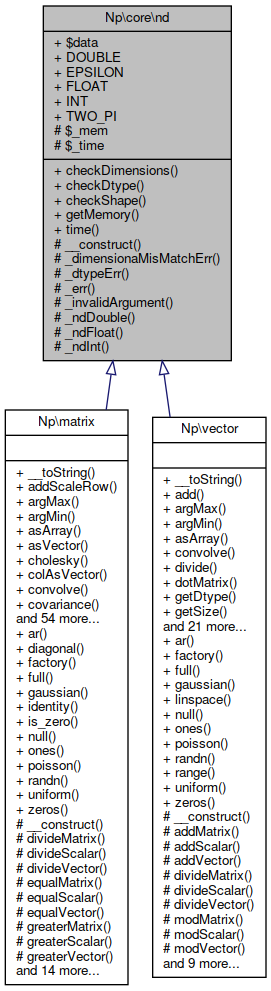 Np\core\nd
+ $data
+ DOUBLE
+ EPSILON
+ FLOAT
+ INT
+ TWO_PI
# $_mem
# $_time
+ checkDimensions()
+ checkDtype()
+ checkShape()
+ getMemory()
+ time()
# __construct()
# _dimensionaMisMatchErr()
# _dtypeErr()
# _err()
# _invalidArgument()
# _ndDouble()
# _ndFloat()
# _ndInt()
Np\matrix
+ __toString()
+ addScaleRow()
+ argMax()
+ argMin()
+ asArray()
+ asVector()
+ cholesky()
+ colAsVector()
+ convolve()
+ covariance()
and 54 more...
+ ar()
+ diagonal()
+ factory()
+ full()
+ gaussian()
+ identity()
+ is_zero()
+ null()
+ ones()
+ poisson()
+ randn()
+ uniform()
+ zeros()
# __construct()
# divideMatrix()
# divideScalar()
# divideVector()
# equalMatrix()
# equalScalar()
# equalVector()
# greaterMatrix()
# greaterScalar()
# greaterVector()
and 14 more...
Np\vector
+ __toString()
+ add()
+ argMax()
+ argMin()
+ asArray()
+ convolve()
+ divide()
+ dotMatrix()
+ getDtype()
+ getSize()
and 21 more...
+ ar()
+ factory()
+ full()
+ gaussian()
+ linspace()
+ null()
+ ones()
+ poisson()
+ randn()
+ range()
+ uniform()
+ zeros()
# __construct()
# addMatrix()
# addScalar()
# addVector()
# divideMatrix()
# divideScalar()
# divideVector()
# modMatrix()
# modScalar()
# modVector()
and 9 more...